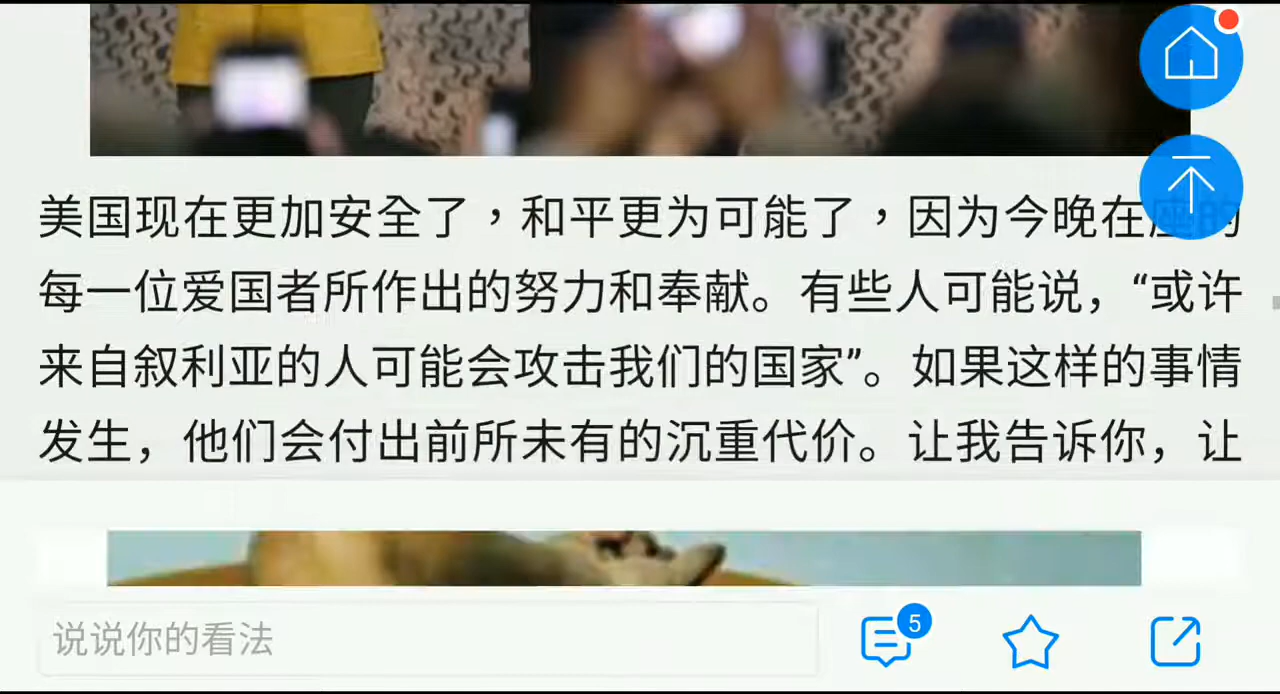 美国现在更加安全了，和平更为可能了，因为今晚在座的
每一位爱国者所作出的努力和奉献。有些人可能说，“或许
来自叙利亚的人可能会攻击我们的国家”。如果这样的事情
发生，他们会付出前所未有的沉重代价。让我告诉你，让
说说你的看法
5